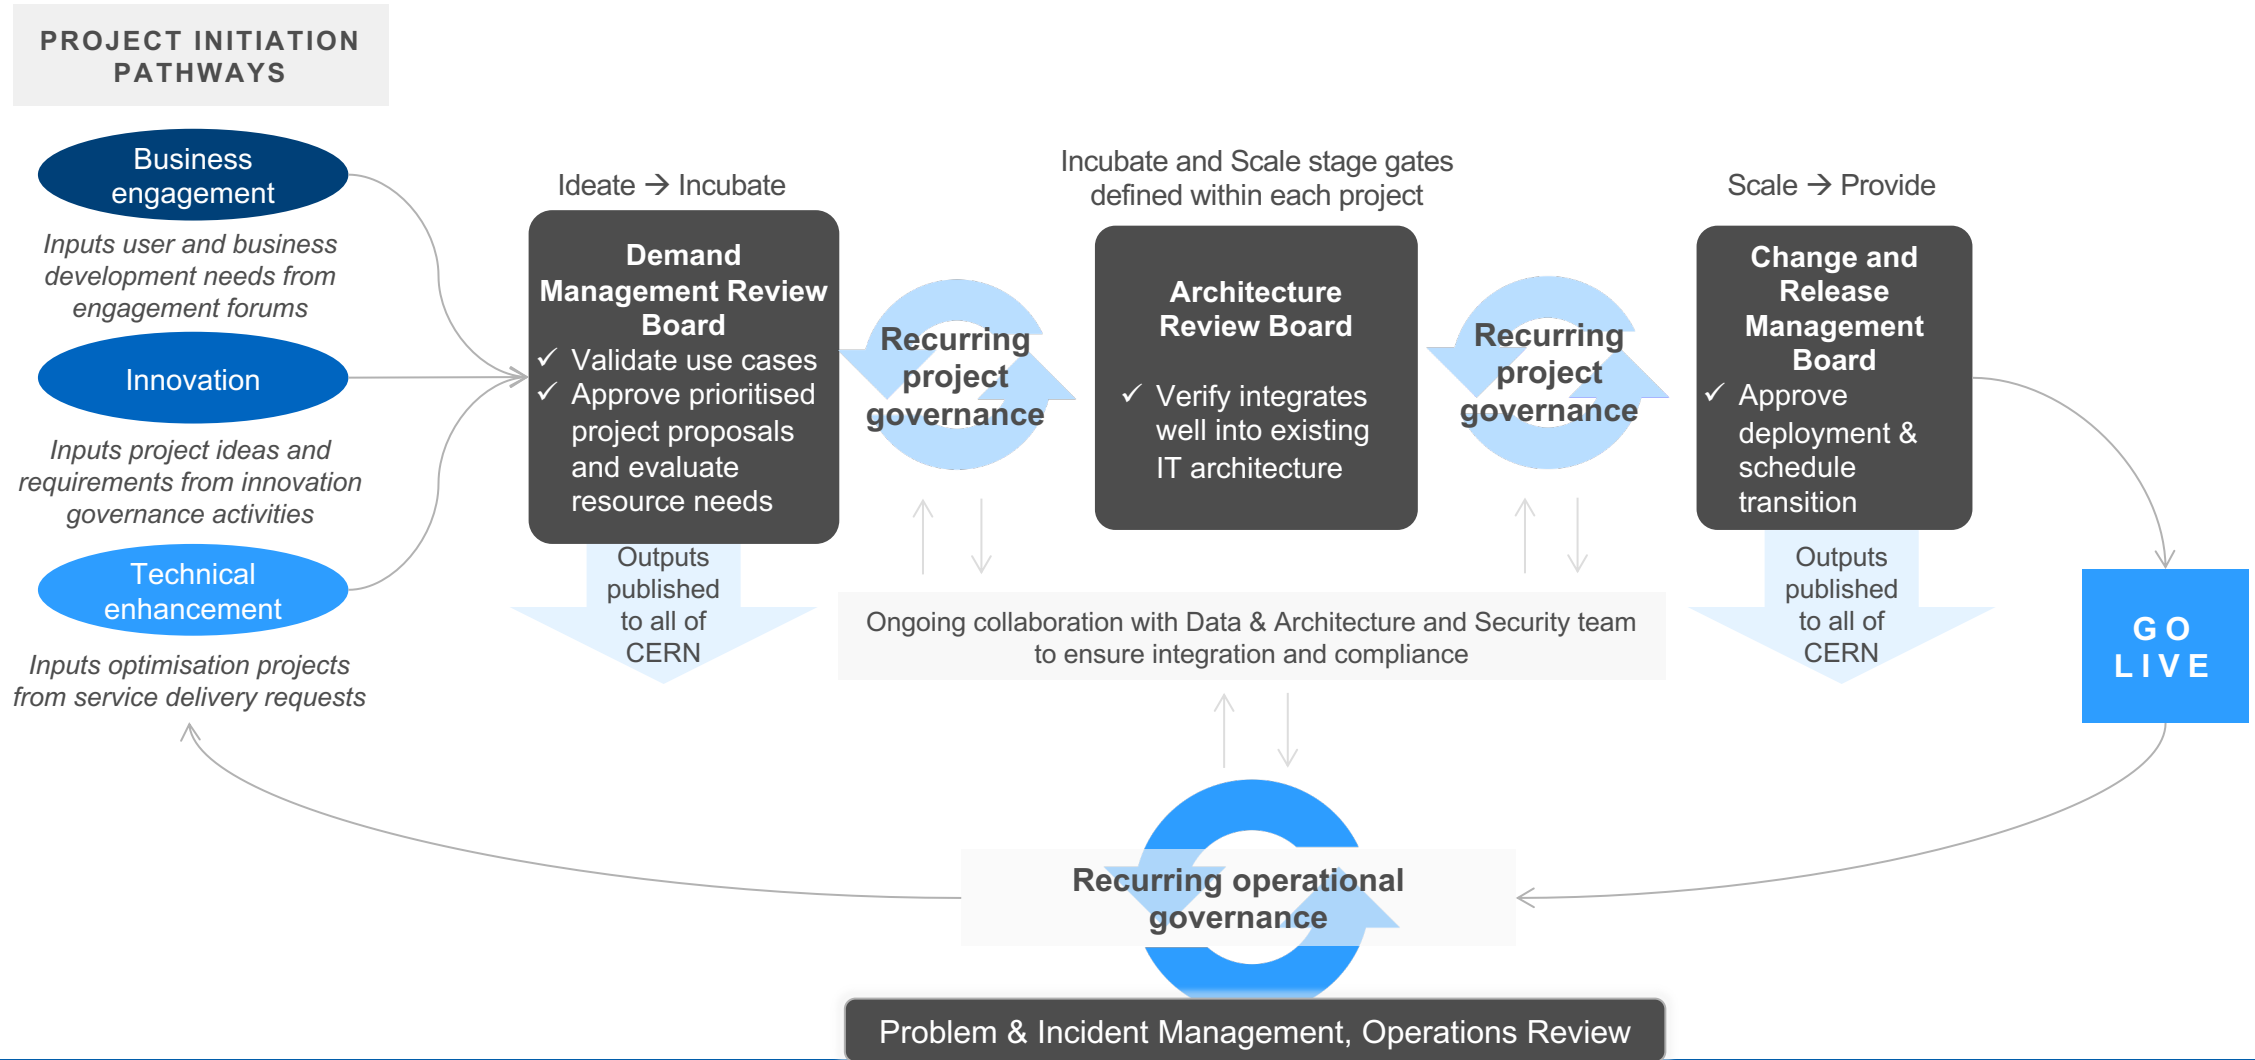 PROJECT INITIATION
PATHWAYS
Business
engagement
Inputs user and business
development needs from
engagement forums
Innovation
Inputs project ideas and
requirements from innovation
governance activities
Technical
enhancement
Inputs optimisation projects
from service delivery requests
Ideate → Incubate
Demand
Management Review
Board
✓ Validate use cases
✓ Approve prioritised
project proposals
and evaluate
resource needs
Outputs
published
to all of
CERN
Recurring
project
governance
Incubate and Scale stage gates
defined within each project
Architecture
Review Board
✓ Verify integrates
well into existing
IT architecture
Recurring
project
governance
Scale → Provide
Change and
Release
Management
Board
✓ Approve
deployment &
schedule
transition
Outputs
published
to all of
CERN
GO
LIVE
Ongoing collaboration with Data & Architecture and Security team
to ensure integration and compliance
Recurring operational
governance
Problem & Incident Management, Operations Review